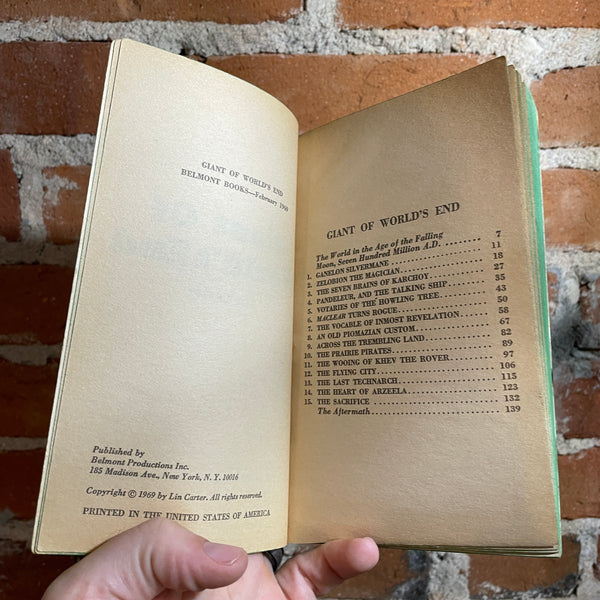 GIANT OF WORLD'S END
BELMONT BOOKS—February 1969
Published by
Belmont Productions Inc.
185 Madison Ave., New York, N.Y. 10016
Copyright © 1969 by Lin Carter. All rights reserved.
PRINTED IN THE UNITED STATES OF AMERICA
GIANT OF WORLD'S END
The World in the Age of the Falling
Moon, Seven Hundred Million A.D. ........ 7
1. GANELON SILVERMANE ........ 11
2. ZELOBION THE MAGICIAN ........ 18
3. THE SEVEN BRAINS OF KARCHOY ........ 27
4. PANDELEUR, AND THE TALKING SHIP ........ 35
5. VOTARIES OF THE HOWLING TREE ........ 43
6. MACLEAR TURNS ROGUE ........ 50
7. THE VOCABLE OF INMOST REVELATION ........ 58
8. AN OLD PIOMAZIAN CUSTOM ........ 67
9. ACROSS THE TREMBLING LAND ........ 82
10. THE PRAIRIE PIRATES ........ 89
11. THE WOOING OF KHEV THE ROVER ........ 97
12. THE FLYING CITY ........ 106
13. THE LAST TECHNARCH ........ 115
14. THE HEART OF ARZEELA ........ 123
15. THE SACRIFICE ........ 132
The Aftermath ........ 139